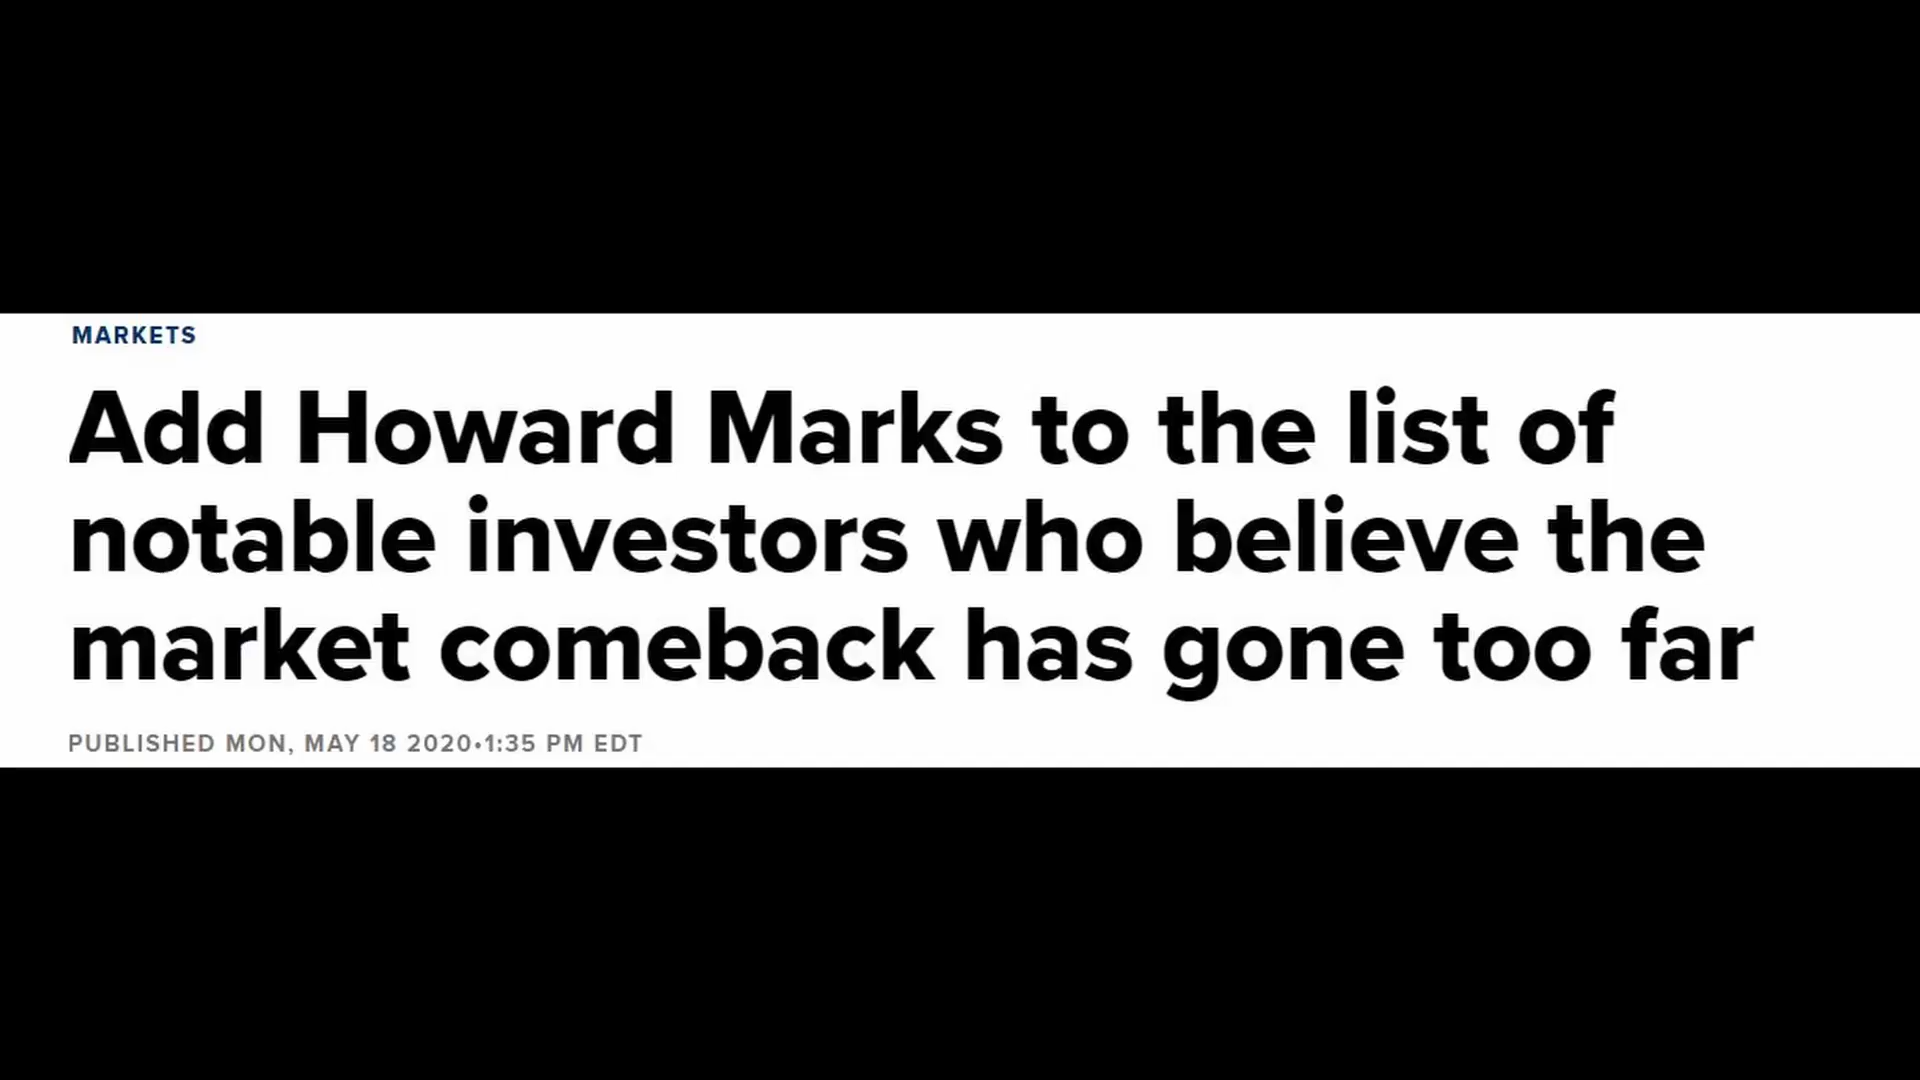 MARKETS
Add Howard Marks to the list of
notable investors who believe the
market comeback has gone too far
PUBLISHED MON, MAY 18 2020•1:35 PM EDT